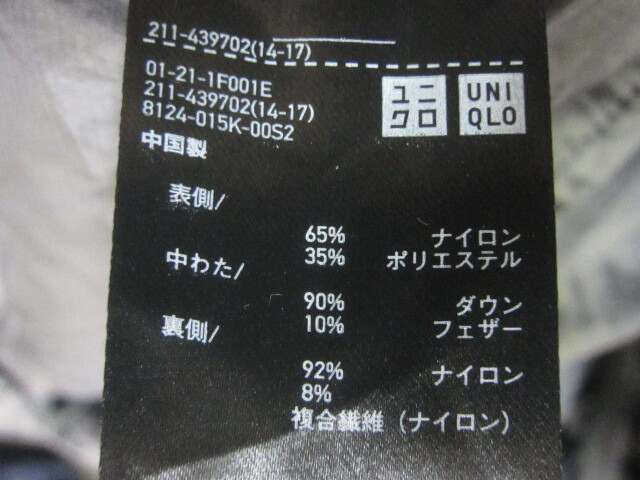 211-439702(14-17)
01-21-1F001E
211-439702(14-17)
8124-015K-00S2
中国製
ユニ
クロ
UNI
QLO
表側/
65% ナイロン
35% ポリエステル
中わた/
90% ダウン
10% フェザー
裏側/
92% ナイロン
8%
複合繊維(ナイロン)